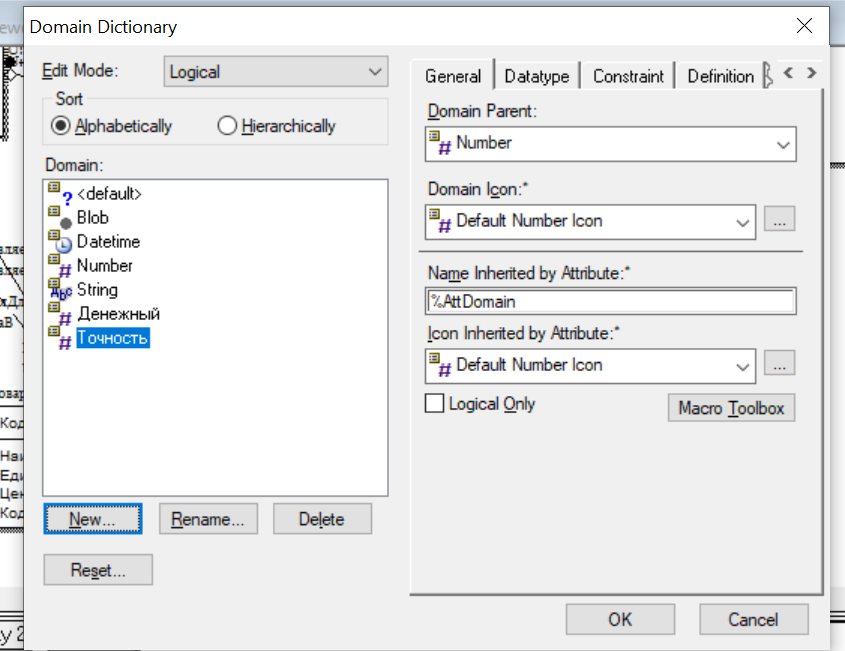 Domain Dictionary
Edit Mode: Logical
Sort
Alphabetically Hierarchically
Domain:
<default>
Blob
Datetime
Number
String
Денежный
Точность
New... Rename... Delete
Reset...
General Datatype Constraint Definition
Domain Parent:
Number
Domain Icon:*
Default Number Icon ...
Name Inherited by Attribute:*
%AttDomain
Icon Inherited by Attribute:*
Default Number Icon ...
Logical Only Macro Toolbox
OK Cancel